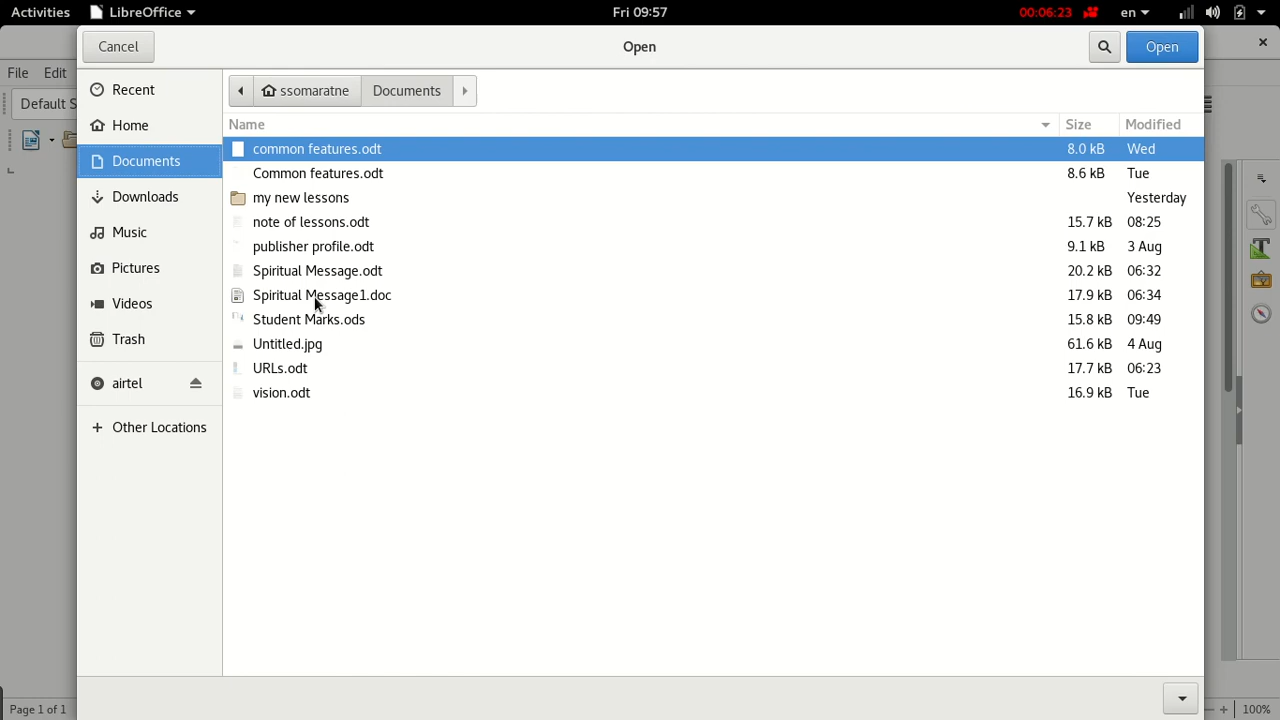 Activities LibreOffice Fri 09:57 00:06:23 en
Cancel Open Open
File Edit
Default S
Recent
Home
Documents
Downloads
Music
Pictures
Videos
Trash
airtel
Other Locations
ssomaratne Documents
Name Size Modified
common features.odt 8.0 kB Wed
Common features.odt 8.6 kB Tue
my new lessons Yesterday
note of lessons.odt 15.7 kB 08:25
publisher profile.odt 9.1 kB 3 Aug
Spiritual Message.odt 20.2 kB 06:32
Spiritual Message1.doc 17.9 kB 06:34
Student Marks.ods 15.8 kB 09:49
Untitled.jpg 61.6 kB 4 Aug
URLs.odt 17.7 kB 06:23
vision.odt 16.9 kB Tue
Page 1 of 1 100%